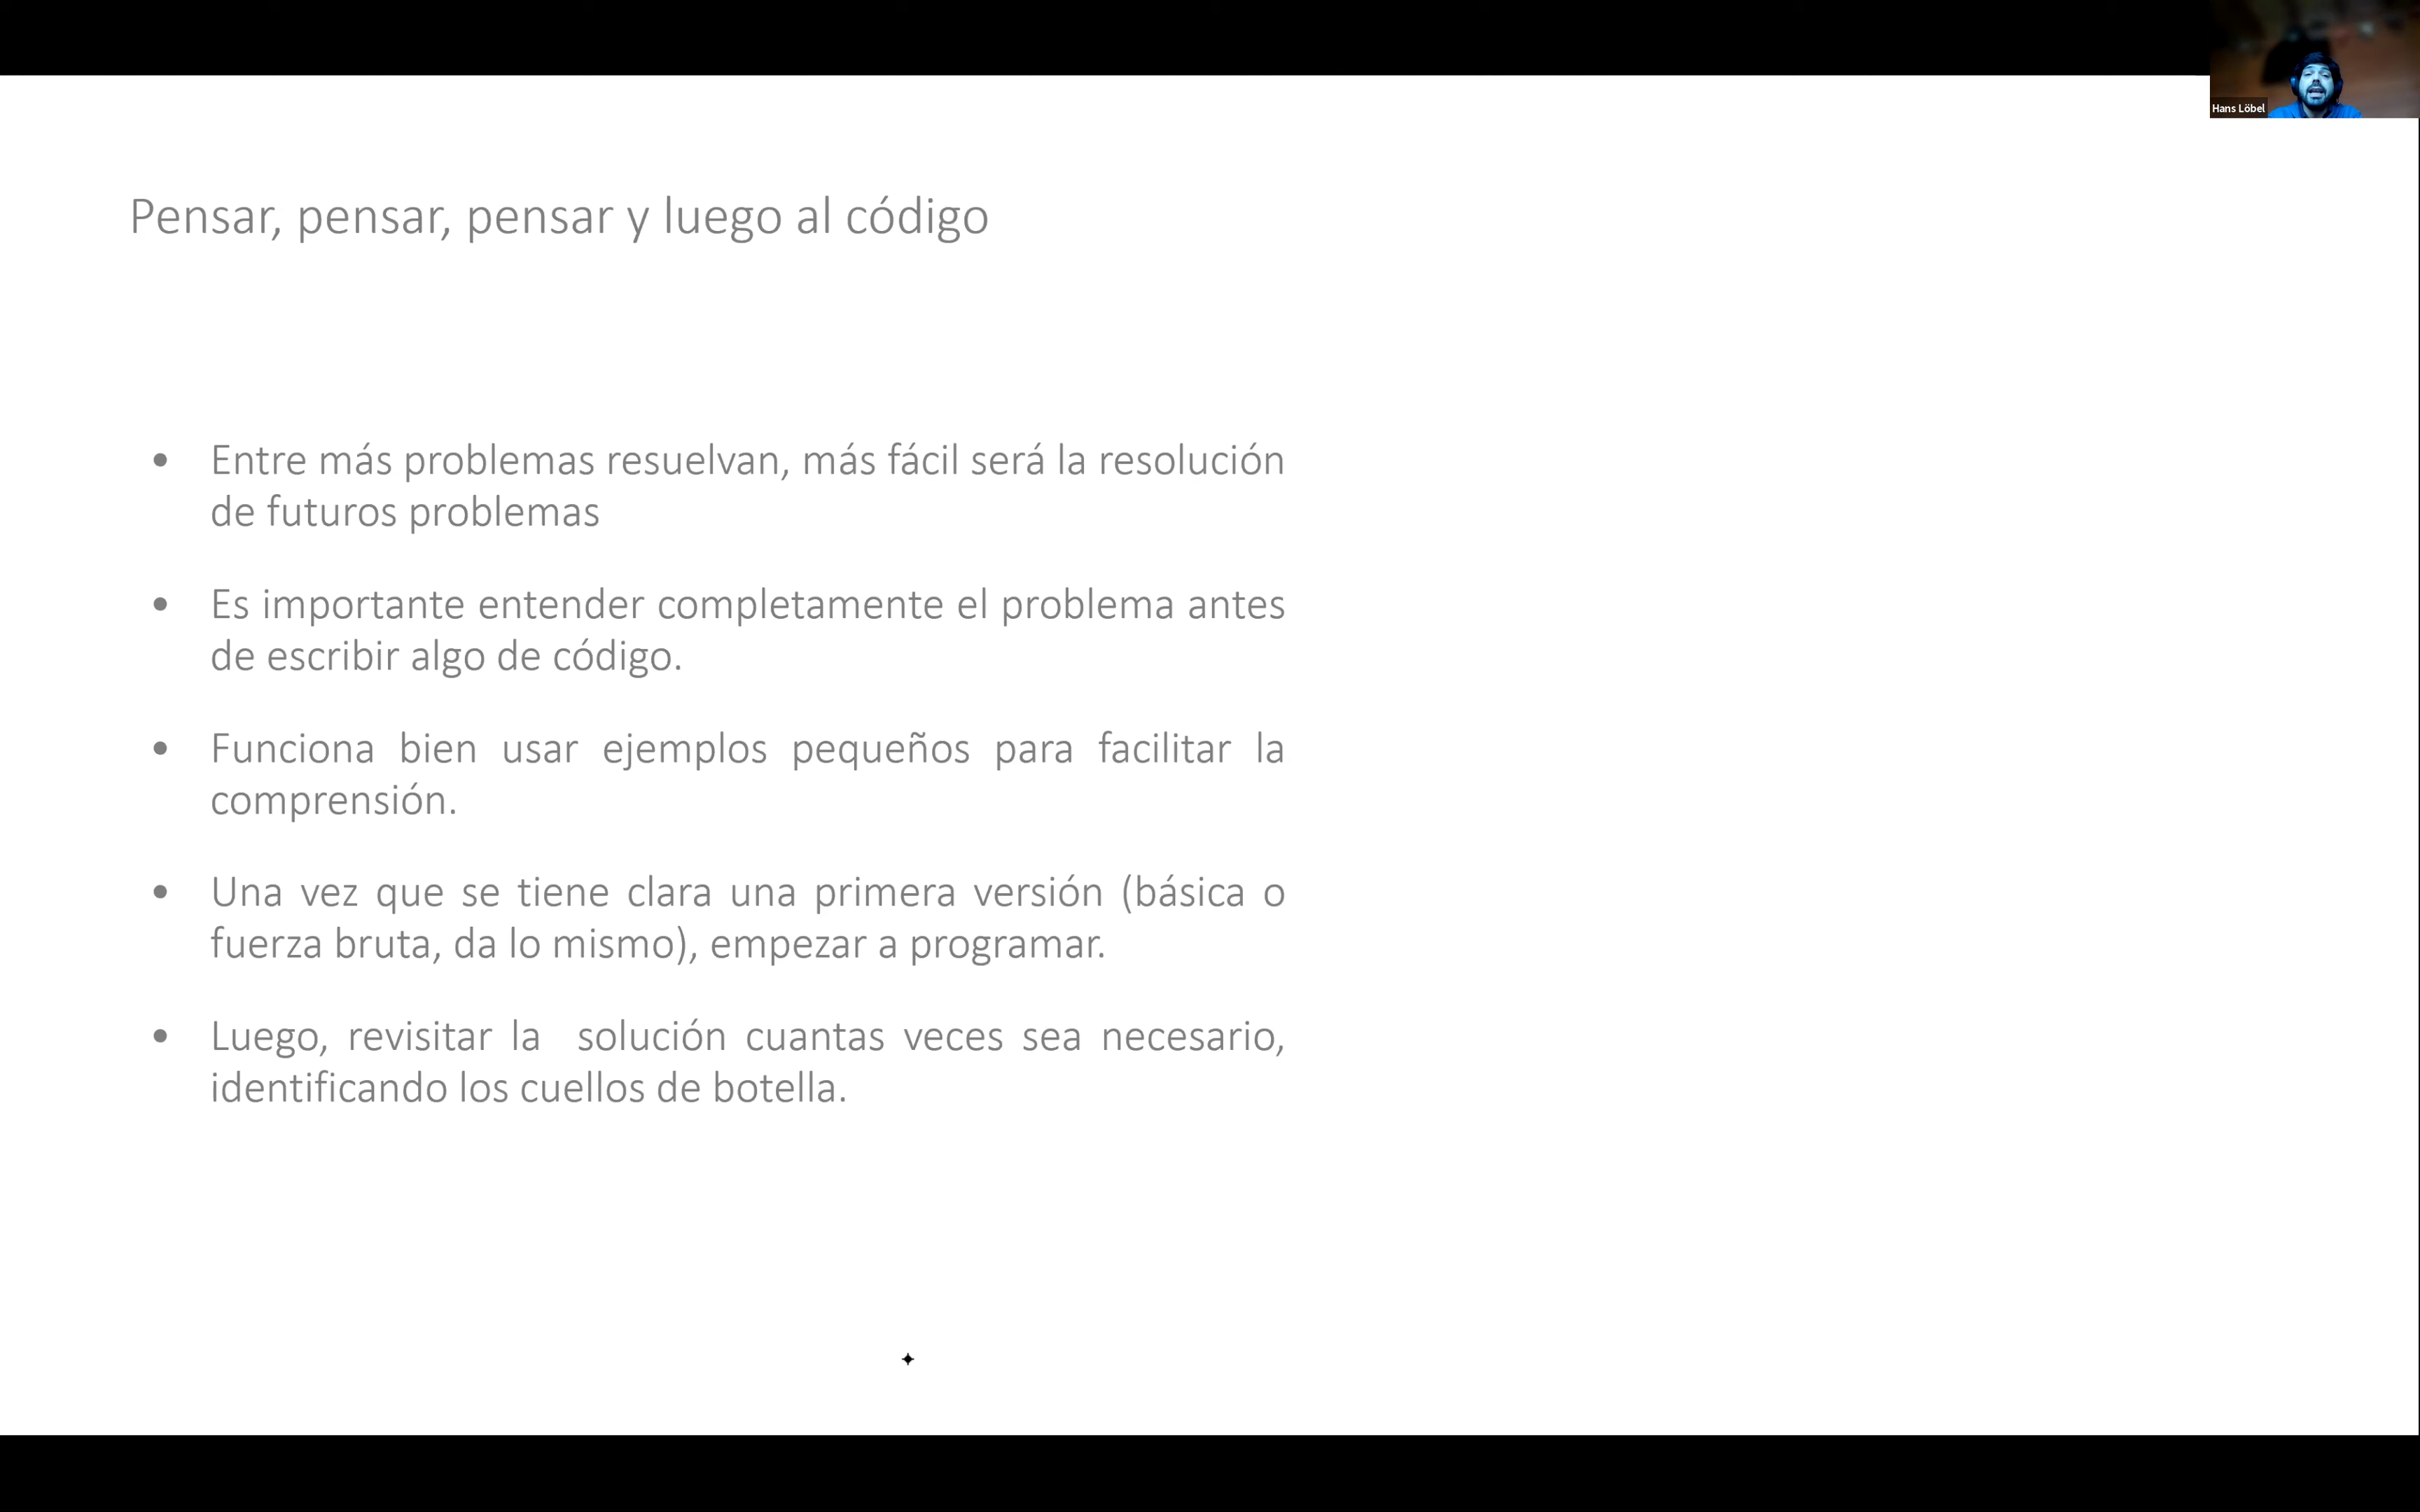 Hans Löbel
Pensar, pensar, pensar y luego al código
• Entre más problemas resuelvan, más fácil será la resolución
de futuros problemas
• Es importante entender completamente el problema antes
de escribir algo de código.
• Funciona bien usar ejemplos pequeños para facilitar la
comprensión.
• Una vez que se tiene clara una primera versión (básica o
fuerza bruta, da lo mismo), empezar a programar.
• Luego, revisitar la solución cuantas veces sea necesario,
identificando los cuellos de botella.